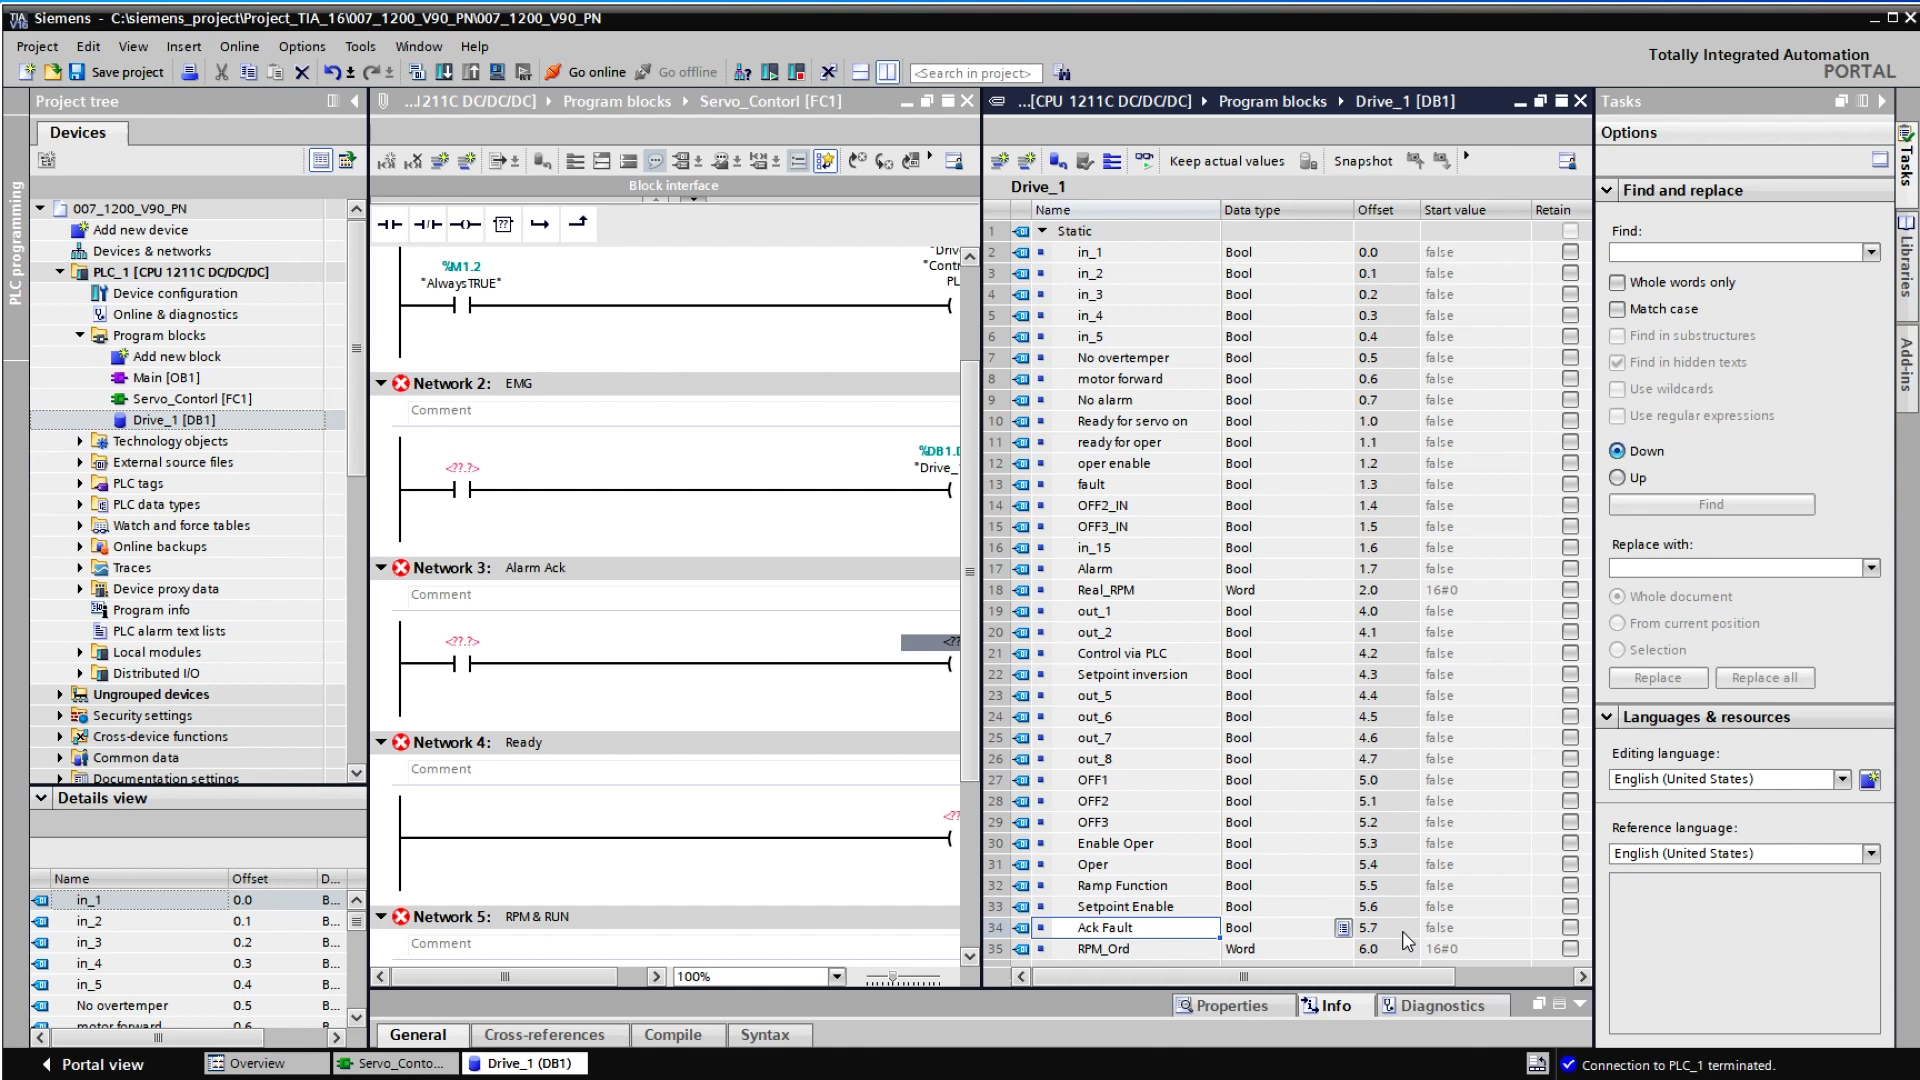 Siemens - C:\siemens_project\Project_TIA_16\007_1200_V90_PN\007_1200_V90_PN
Project Edit View Insert Online Options Tools Window Help
Totally Integrated Automation
PORTAL
Save project
Go online
Go offline
<Search in project>
Project tree
Devices
PLC programming
007_1200_V90_PN
Add new device
Devices & networks
PLC_1 [CPU 1211C DC/DC/DC]
Device configuration
Online & diagnostics
Program blocks
Add new block
Main [OB1]
Servo_Contorl [FC1]
Drive_1 [DB1]
Technology objects
External source files
PLC tags
PLC data types
Watch and force tables
Online backups
Traces
Device proxy data
Program info
PLC alarm text lists
Local modules
Distributed I/O
Ungrouped devices
Security settings
Cross-device functions
Common data
Documentation settings
Details view
Name Offset D...
in_1 0.0 B...
in_2 0.1 B...
in_3 0.2 B...
in_4 0.3 B...
in_5 0.4 B...
No overtemper 0.5 B...
motor forward 0.6 B...
...1211C DC/DC/DC] Program blocks Servo_Contorl [FC1]
Block interface
%M1.2
"AlwaysTRUE"
"Drive
"Contr
PL
Network 2: EMG
Comment
<??.?>
%DB1.D
"Drive_
Network 3: Alarm Ack
Comment
<??.?>
<??
Network 4: Ready
Comment
<??
Network 5: RPM & RUN
Comment
100%
...[CPU 1211C DC/DC/DC] Program blocks Drive_1 [DB1]
Keep actual values
Snapshot
Drive_1
Name Data type Offset Start value Retain
1 Static
2 in_1 Bool 0.0 false
3 in_2 Bool 0.1 false
4 in_3 Bool 0.2 false
5 in_4 Bool 0.3 false
6 in_5 Bool 0.4 false
7 No overtemper Bool 0.5 false
8 motor forward Bool 0.6 false
9 No alarm Bool 0.7 false
10 Ready for servo on Bool 1.0 false
11 ready for oper Bool 1.1 false
12 oper enable Bool 1.2 false
13 fault Bool 1.3 false
14 OFF2_IN Bool 1.4 false
15 OFF3_IN Bool 1.5 false
16 in_15 Bool 1.6 false
17 Alarm Bool 1.7 false
18 Real_RPM Word 2.0 16#0
19 out_1 Bool 4.0 false
20 out_2 Bool 4.1 false
21 Control via PLC Bool 4.2 false
22 Setpoint inversion Bool 4.3 false
23 out_5 Bool 4.4 false
24 out_6 Bool 4.5 false
25 out_7 Bool 4.6 false
26 out_8 Bool 4.7 false
27 OFF1 Bool 5.0 false
28 OFF2 Bool 5.1 false
29 OFF3 Bool 5.2 false
30 Enable Oper Bool 5.3 false
31 Oper Bool 5.4 false
32 Ramp Function Bool 5.5 false
33 Setpoint Enable Bool 5.6 false
34 Ack Fault Bool 5.7 false
35 RPM_Ord Word 6.0 16#0
Properties Info Diagnostics
General Cross-references Compile Syntax
Tasks
Options
Find and replace
Find:
Whole words only
Match case
Find in substructures
Find in hidden texts
Use wildcards
Use regular expressions
Down
Up
Find
Replace with:
Whole document
From current position
Selection
Replace Replace all
Languages & resources
Editing language:
English (United States)
Reference language:
English (United States)
Tasks
Libraries
Add-ins
Portal view
Overview
Servo_Conto...
Drive_1 (DB1)
Connection to PLC_1 terminated.